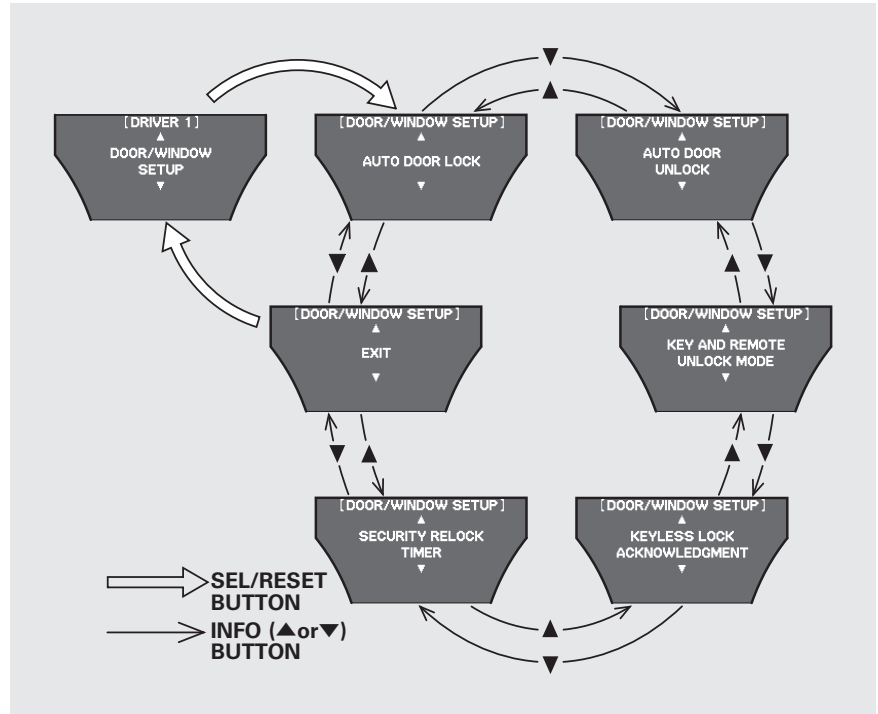 [DRIVER 1]
▲
DOOR/WINDOW
SETUP
▼
[DOOR/WINDOW SETUP]
▲
AUTO DOOR LOCK
▼
[DOOR/WINDOW SETUP]
▲
AUTO DOOR
UNLOCK
▼
▼
▲
▼
▲
▲
▼
[DOOR/WINDOW SETUP]
▲
EXIT
▼
[DOOR/WINDOW SETUP]
▲
KEY AND REMOTE
UNLOCK MODE
▼
▼
▲
▲
▼
[DOOR/WINDOW SETUP]
▲
SECURITY RELOCK
TIMER
▼
[DOOR/WINDOW SETUP]
▲
KEYLESS LOCK
ACKNOWLEDGMENT
▼
▲
▼
SEL/RESET
BUTTON
INFO (▲or▼)
BUTTON